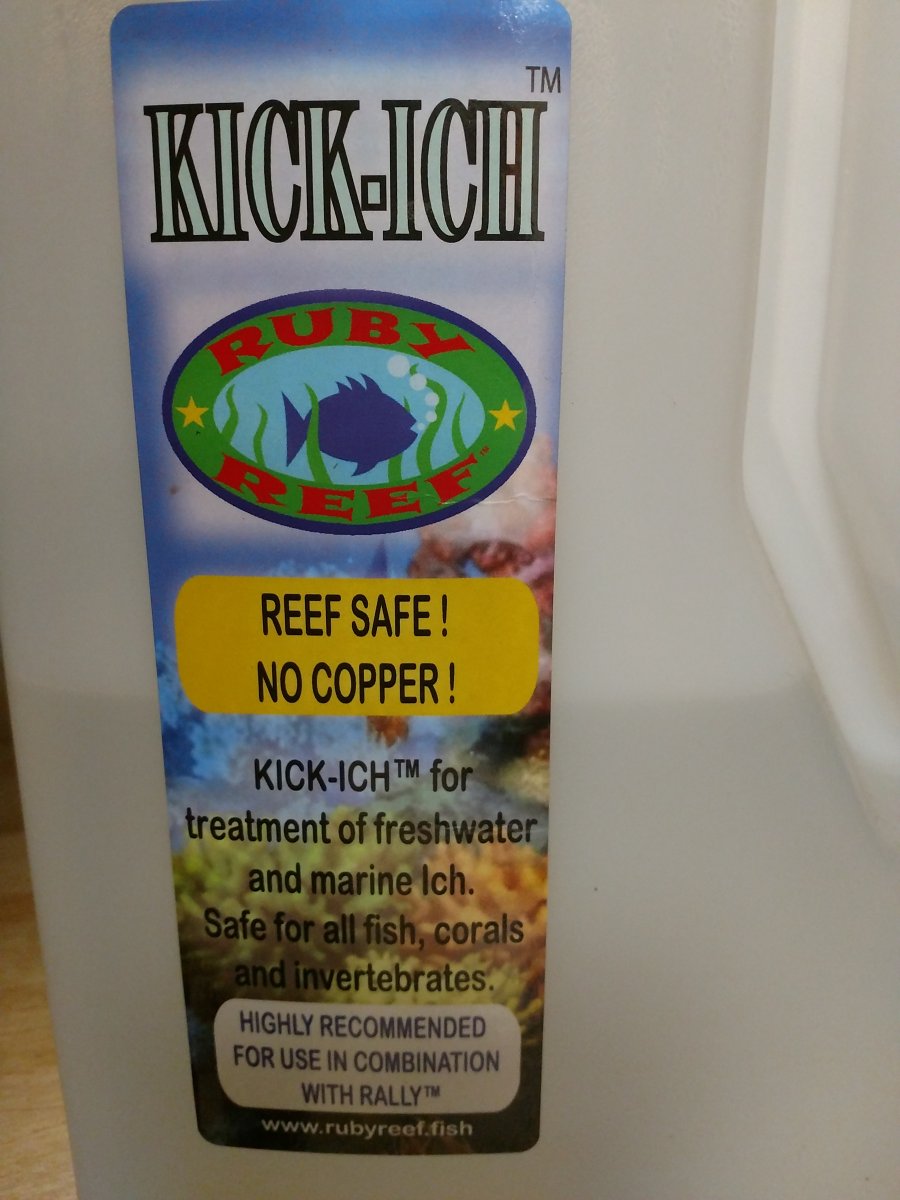 TM
KICK-ICH
RUBY
REEF™
REEF SAFE !
NO COPPER !
KICK-ICH™ for
treatment of freshwater
and marine Ich.
Safe for all fish, corals
and invertebrates.
HIGHLY RECOMMENDED
FOR USE IN COMBINATION
WITH RALLY™
www.rubyreef.fish